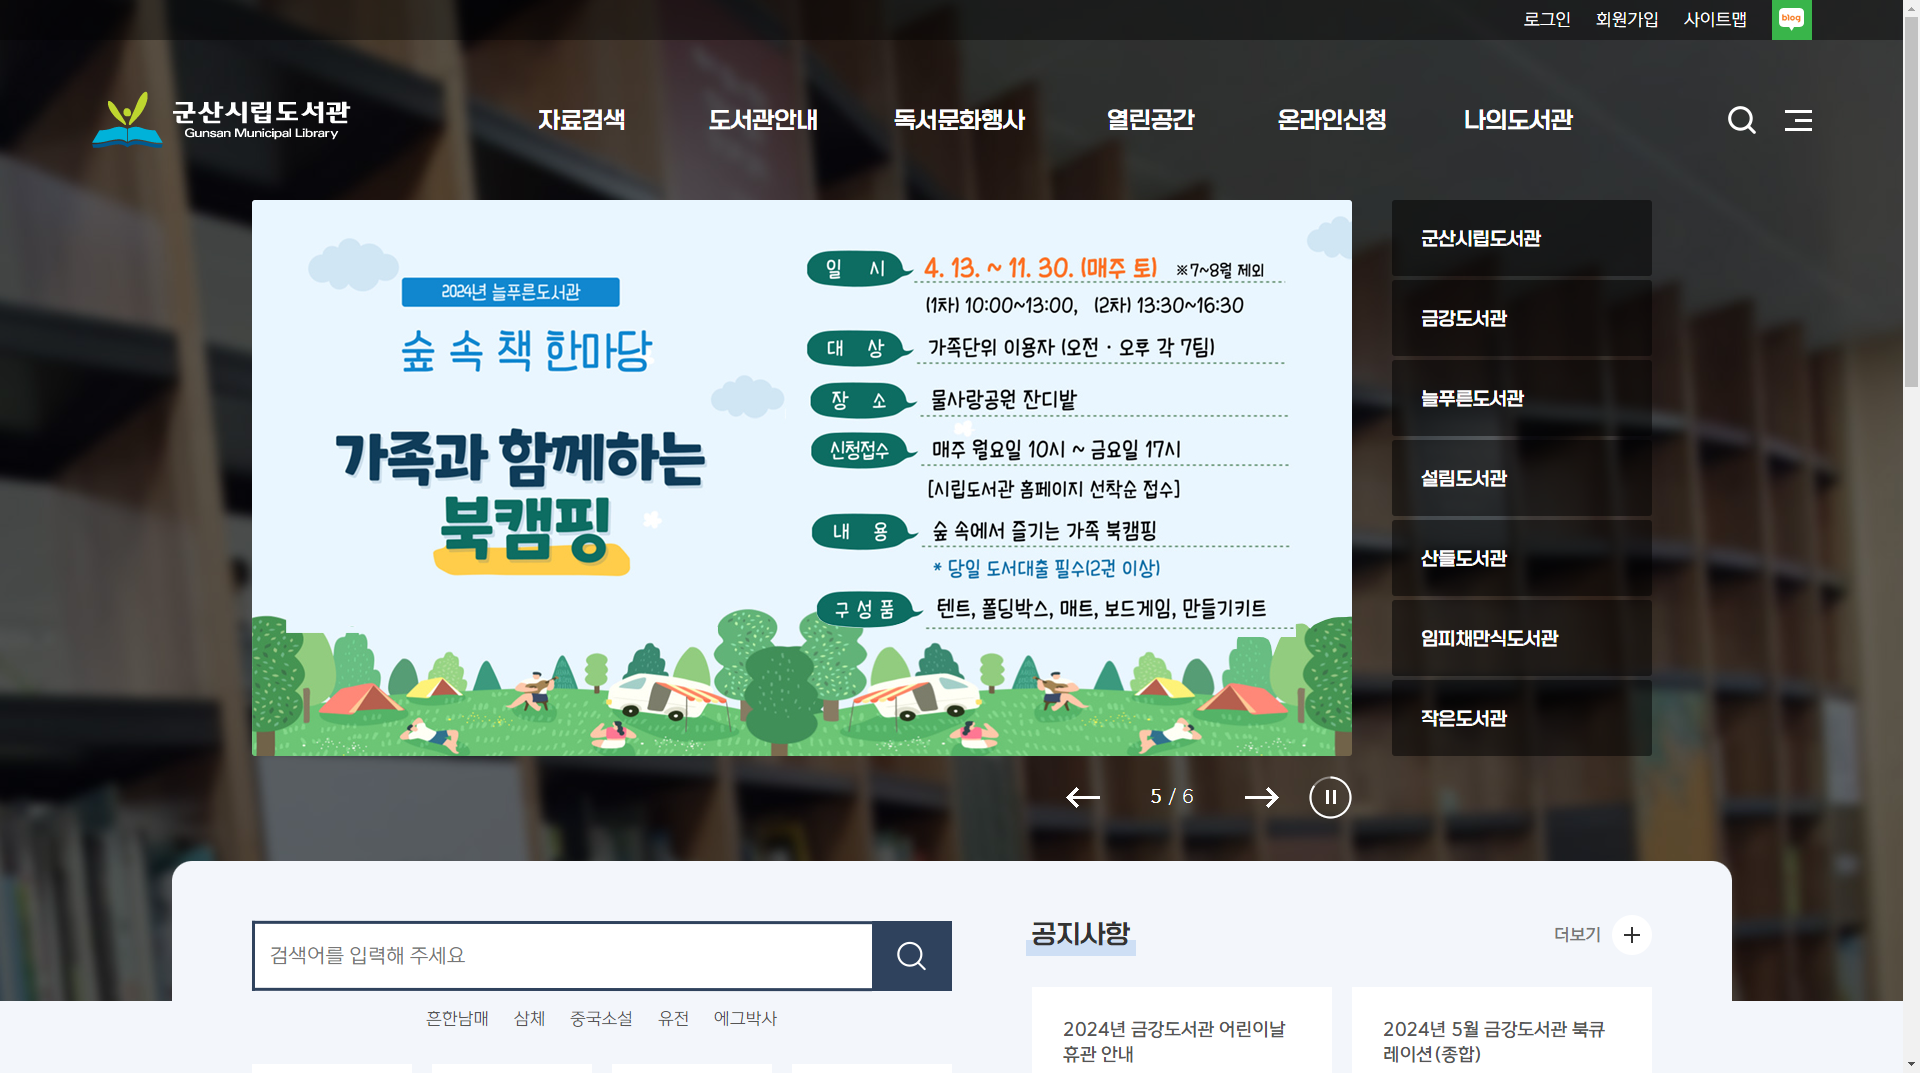 로그인 회원가입 사이트맵 blog
군산시립도서관
Gunsan Municipal Library
자료검색 도서관안내 독서문화행사 열린공간 온라인신청 나의도서관
2024년 늘푸른도서관
숲 속 책 한마당
가족과 함께하는
북캠핑
일 시 4. 13. ~ 11. 30. (매주 토) ※7~8월 제외
(1차) 10:00~13:00, (2차) 13:30~16:30
대 상 가족단위 이용자 (오전 · 오후 각 7팀)
장 소 물사랑공원 잔디밭
신청접수 매주 월요일 10시 ~ 금요일 17시
[시립도서관 홈페이지 선착순 접수]
내 용 숲 속에서 즐기는 가족 북캠핑
* 당일 도서대출 필수(2권 이상)
구 성 품 텐트, 폴딩박스, 매트, 보드게임, 만들기키트
군산시립도서관
금강도서관
늘푸른도서관
설림도서관
산들도서관
임피채만식도서관
작은도서관
5 / 6
검색어를 입력해 주세요
흔한남매 삼체 중국소설 유전 에그박사
공지사항
더보기
2024년 금강도서관 어린이날
휴관 안내
2024년 5월 금강도서관 북큐
레이션(종합)